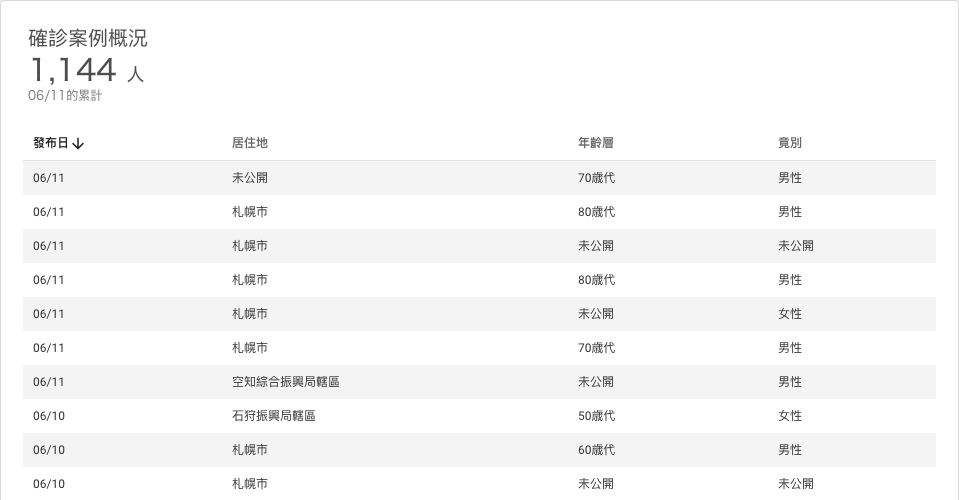 確診案例概況
1,144 人
06/11的累計
發布日↓ 居住地 年齡層 竟別
06/11 未公開 70歲代 男性
06/11 札幌市 80歲代 男性
06/11 札幌市 未公開 未公開
06/11 札幌市 80歲代 男性
06/11 札幌市 未公開 女性
06/11 札幌市 70歲代 男性
06/11 空知綜合振興局轄區 未公開 男性
06/10 石狩振興局轄區 50歲代 女性
06/10 札幌市 60歲代 男性
06/10 札幌市 未公開 未公開